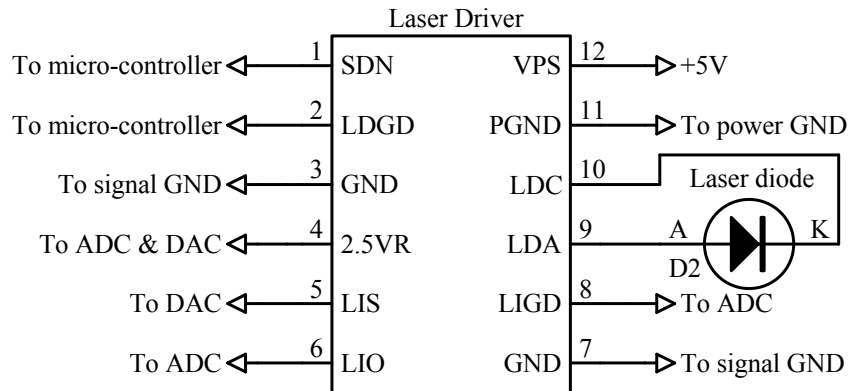 Laser Driver
To micro-controller 1 SDN VPS 12 +5V
To micro-controller 2 LDGD PGND 11 To power GND
To signal GND 3 GND LDC 10 Laser diode
To ADC & DAC 4 2.5VR LDA 9 A K
D2
To DAC 5 LIS LIGD 8 To ADC
To ADC 6 LIO GND 7 To signal GND